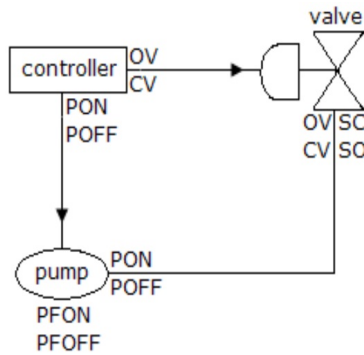 valve
controller
OV
CV
PON
POFF
OV SC
CV SO
pump
PON
POFF
PFON
PFOFF